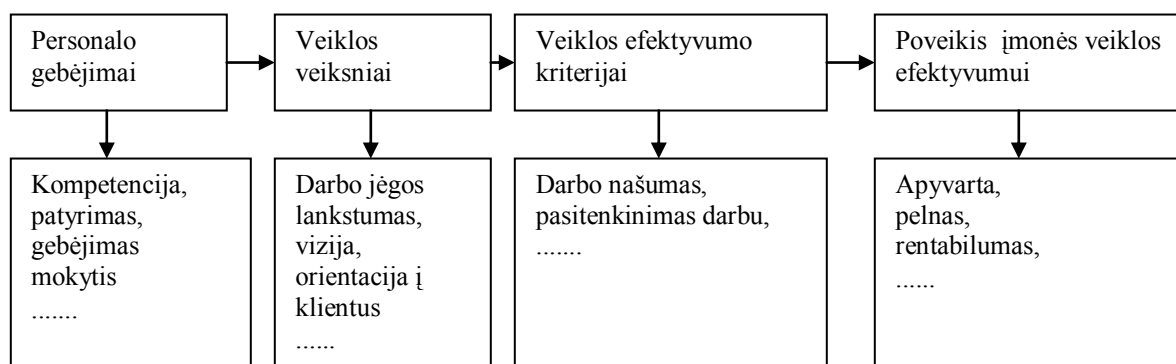 Personalo
gebėjimai
Veiklos
veiksniai
Veiklos efektyvumo
kriterijai
Poveikis įmonės veiklos
efektyvumui
Kompetencija,
patyrimas,
gebėjimas
mokytis
.......
Darbo jėgos
lankstumas,
vizija,
orientacija į
klientus
......
Darbo našumas,
pasitenkinimas darbu,
.......
Apyvarta,
pelnas,
rentabilumas,
......